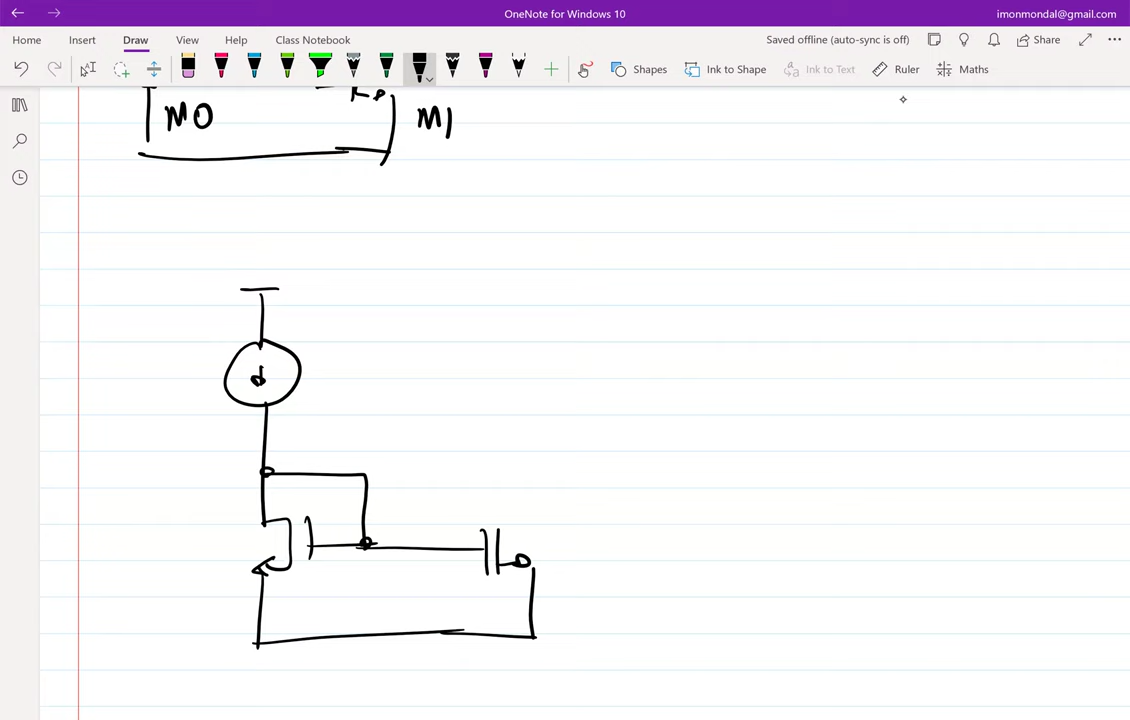 OneNote for Windows 10
imonmondal@gmail.com
Home
Insert
Draw
View
Help
Class Notebook
Saved offline (auto-sync is off)
Share
Shapes
Ink to Shape
Ink to Text
Ruler
Maths
M0
M1